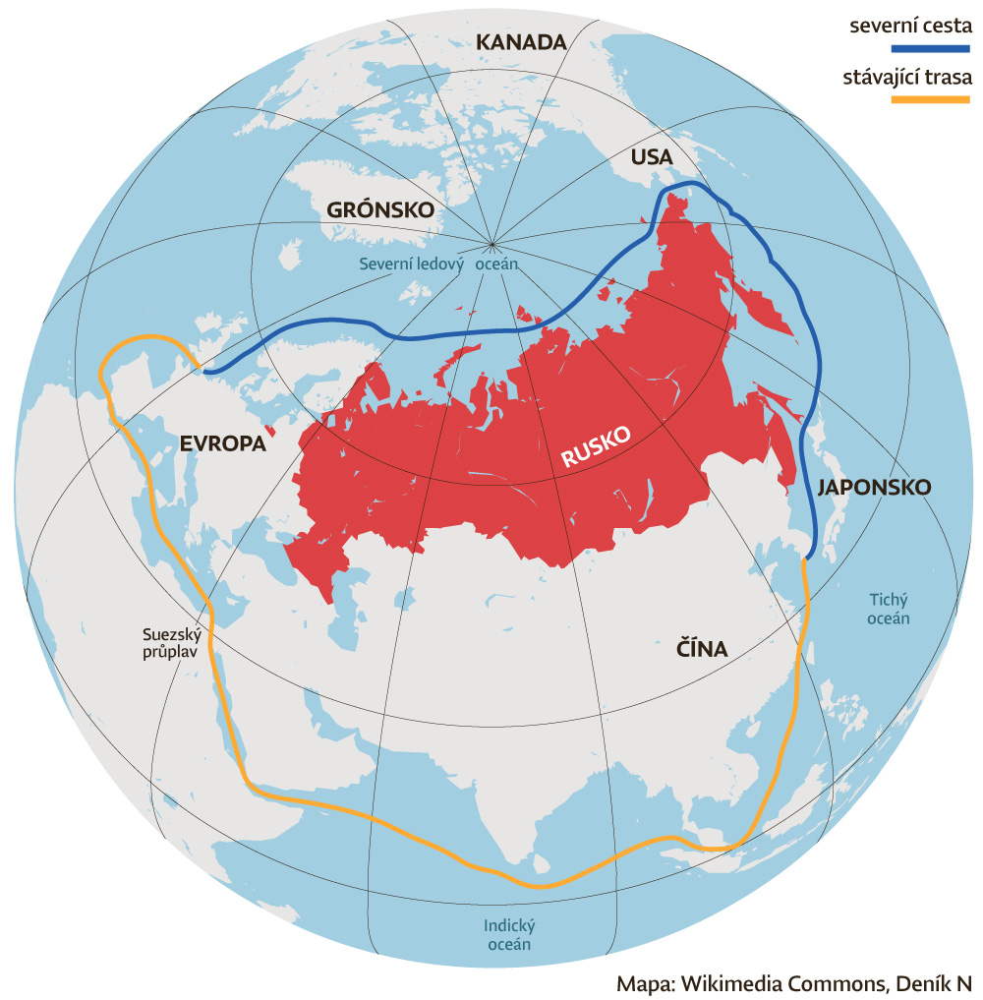 severní cesta
stávající trasa
KANADA
USA
GRÓNSKO
Severní ledový oceán
EVROPA
RUSKO
JAPONSKO
Tichý
oceán
Suezský
průplav
ČÍNA
Indický
oceán
Mapa: Wikimedia Commons, Deník N